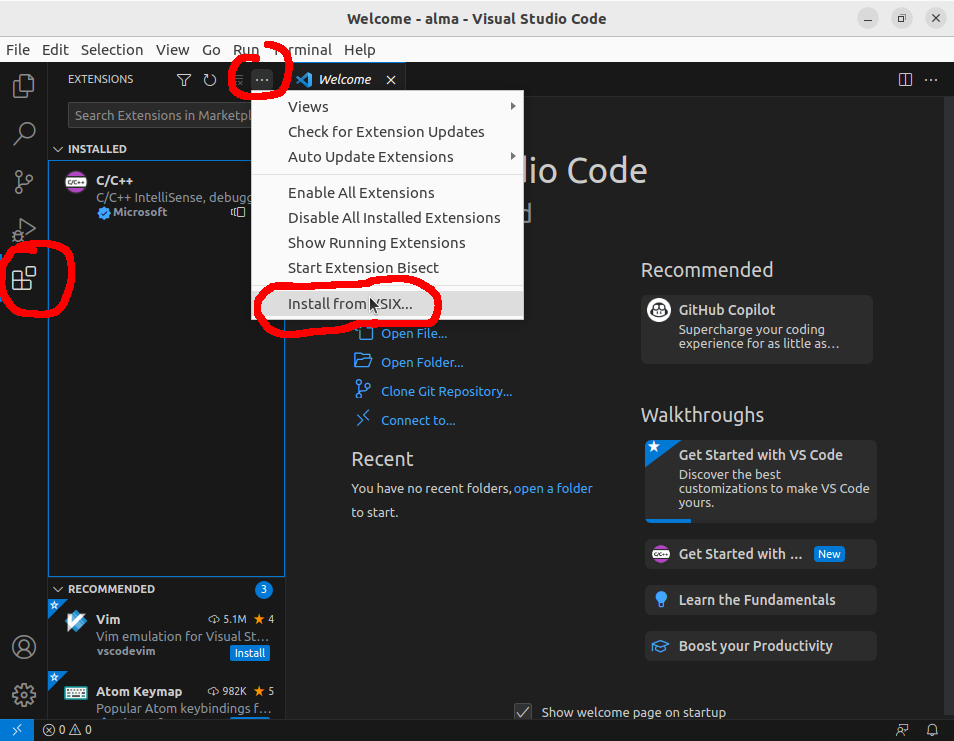 Welcome - alma - Visual Studio Code
File Edit Selection View Go Run Terminal Help
EXTENSIONS
Welcome
Search Extensions in Marketpl
INSTALLED
C/C++
C/C++
C/C++ IntelliSense, debugg
Microsoft
Views
Check for Extension Updates
Auto Update Extensions
Enable All Extensions
Disable All Installed Extensions
Show Running Extensions
Start Extension Bisect
Install from VSIX...
dio Code
d
Open File...
Open Folder...
Clone Git Repository...
Connect to...
Recent
You have no recent folders, open a folder
to start.
Recommended
GitHub Copilot
Supercharge your coding
experience for as little as…
Walkthroughs
Get Started with VS Code
Discover the best
customizations to make VS Code
yours.
C/C++
Get Started with ... New
Learn the Fundamentals
Boost your Productivity
RECOMMENDED 3
Vim 5.1M 4
Vim emulation for Visual St…
vscodevim Install
Atom Keymap 982K 5
Popular Atom keybindings f…
Show welcome page on startup
0 0